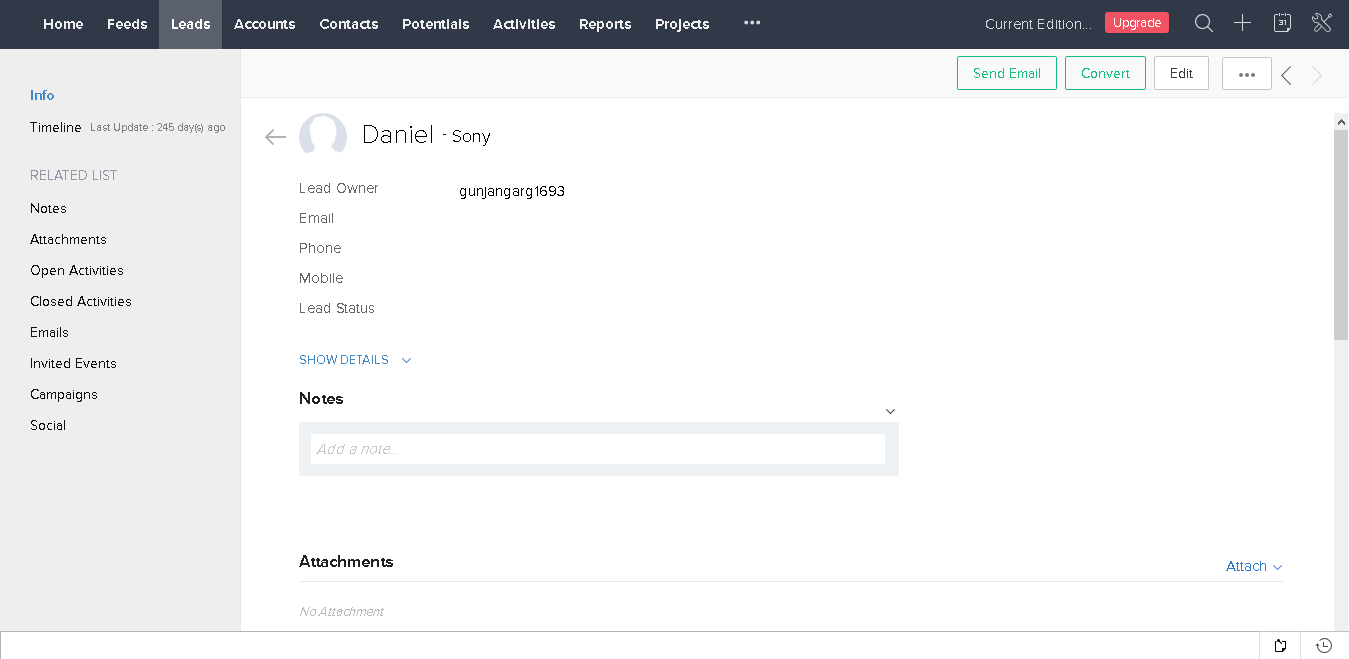 Home Feeds Leads Accounts Contacts Potentials Activities Reports Projects ••• Current Edition... Upgrade 31
Send Email Convert Edit •••
Info
Timeline Last Update : 245 day(s) ago
RELATED LIST
Notes
Attachments
Open Activities
Closed Activities
Emails
Invited Events
Campaigns
Social
Daniel - Sony
Lead Owner gunjangarg1693
Email
Phone
Mobile
Lead Status
SHOW DETAILS
Notes
Add a note...
Attachments
Attach
No Attachment